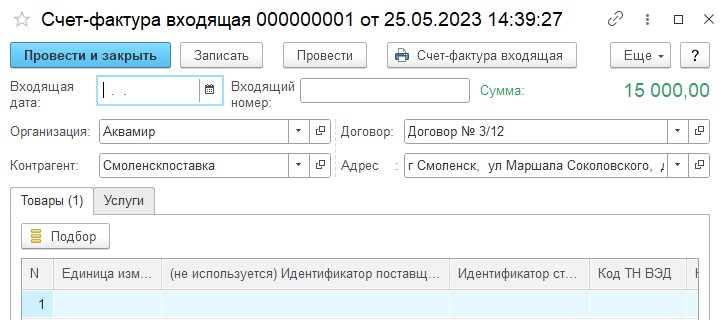 Счет-фактура входящая 000000001 от 25.05.2023 14:39:27
Провести и закрыть Записать Провести Счет-фактура входящая Еще ?
Входящая дата: . . Входящий номер: Сумма: 15 000,00
Организация: Аквамир Договор: Договор № 3/12
Контрагент: Смоленскпоставка Адрес : г Смоленск, ул Маршала Соколовского,
Товары (1) Услуги
Подбор
N Единица изм... (не используется) Идентификатор поставщ... Идентификатор ст... Код ТН ВЭД
1